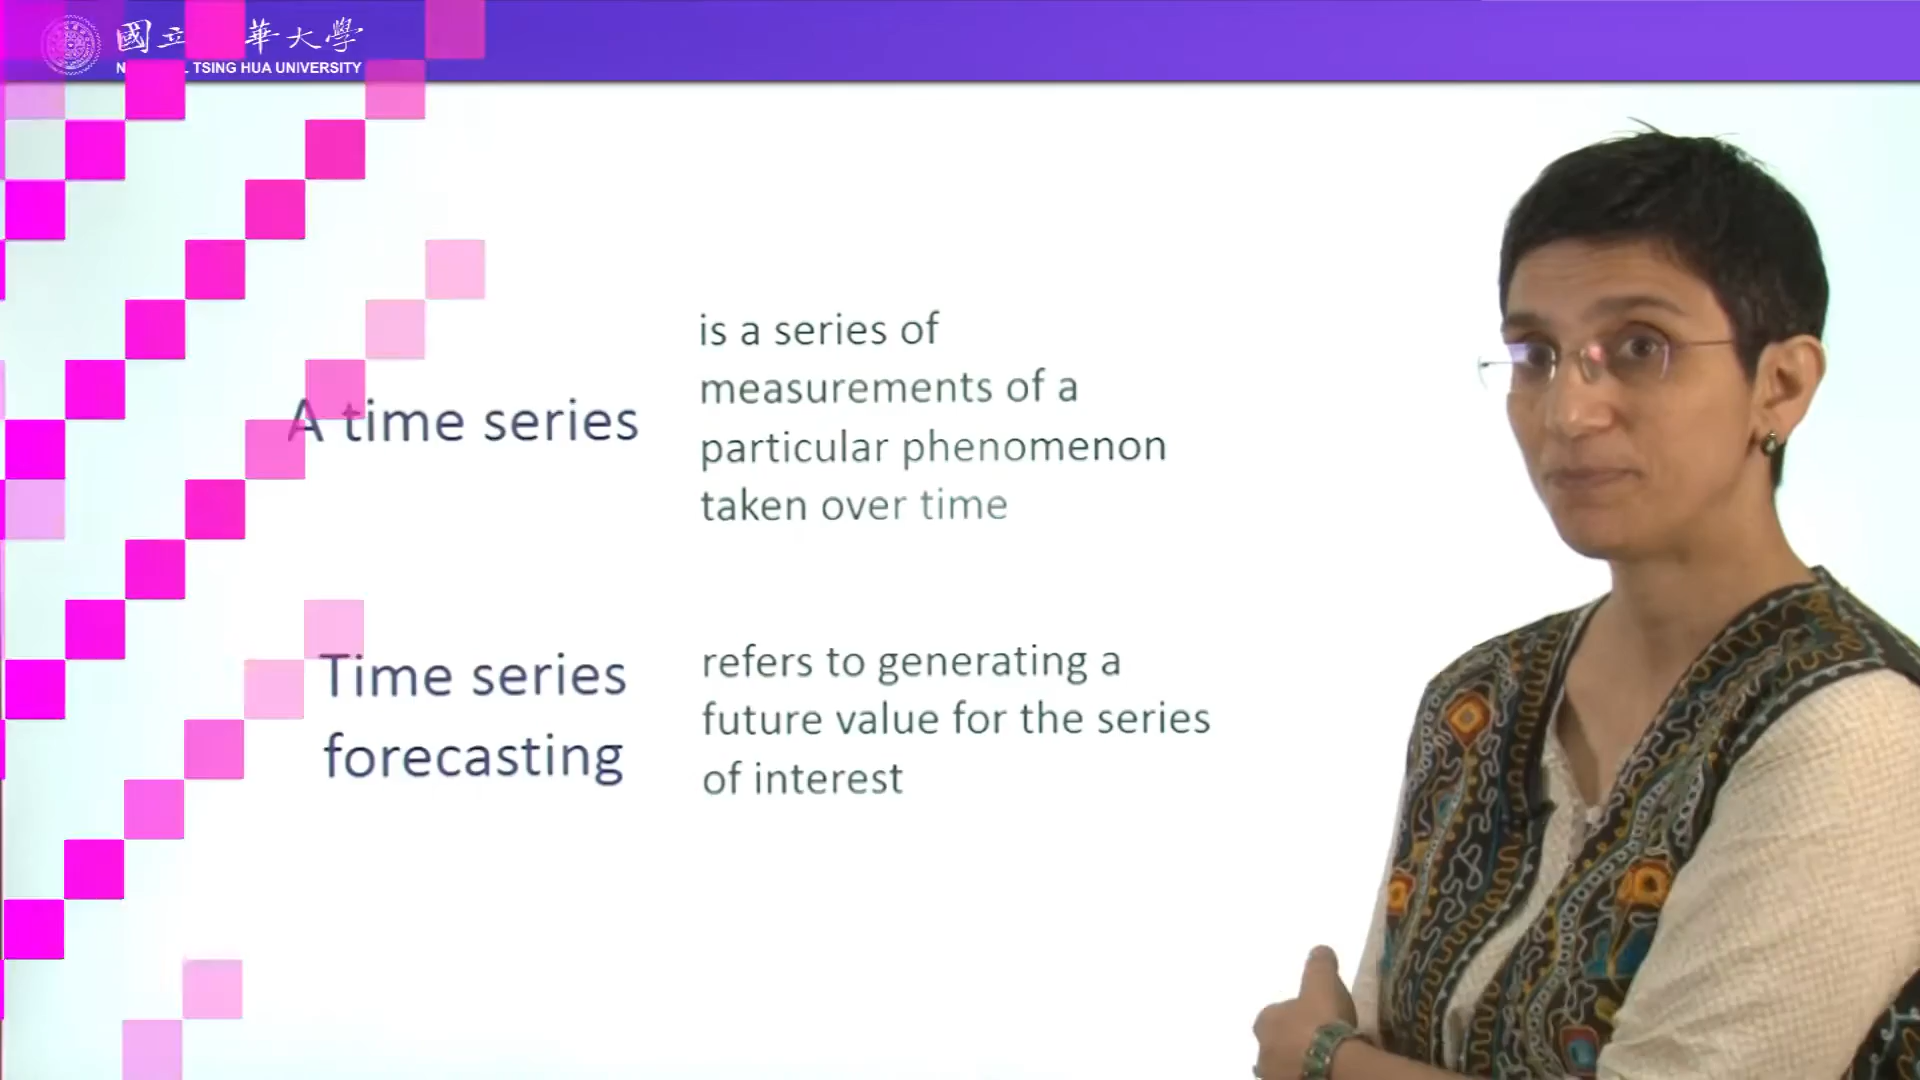 國立 華大學
TSING HUA UNIVERSITY
A time series
is a series of
measurements of a
particular phenomenon
taken over time
Time series
forecasting
refers to generating a
future value for the series
of interest